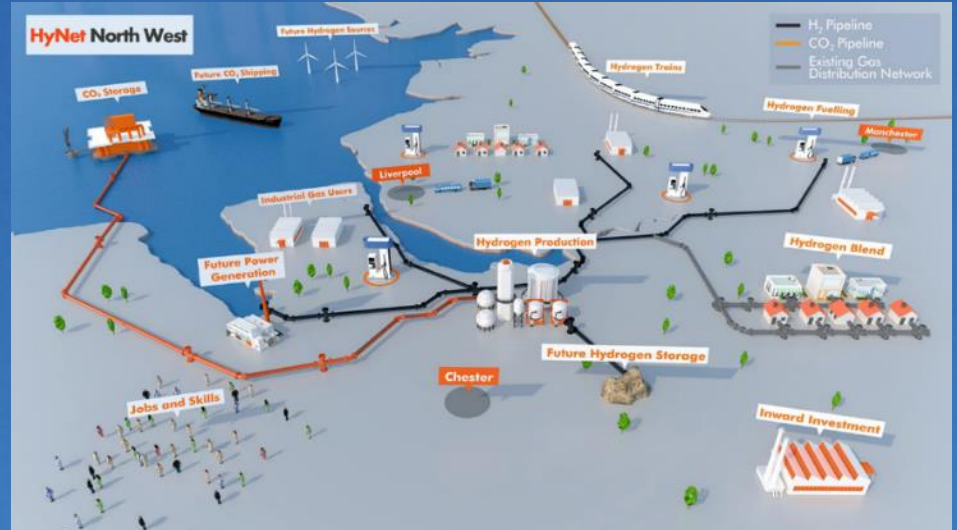 HyNet North West
Future Hydrogen Sources
H₂ Pipeline
CO₂ Pipeline
Existing Gas
Distribution Network
CO₂ Storage
Future CO₂ Shipping
Hydrogen Trains
Hydrogen Fuelling
Manchester
Liverpool
Industrial Gas Users
Hydrogen Production
Hydrogen Blend
Future Power
Generation
Future Hydrogen Storage
Chester
Jobs and Skills
Inward Investment